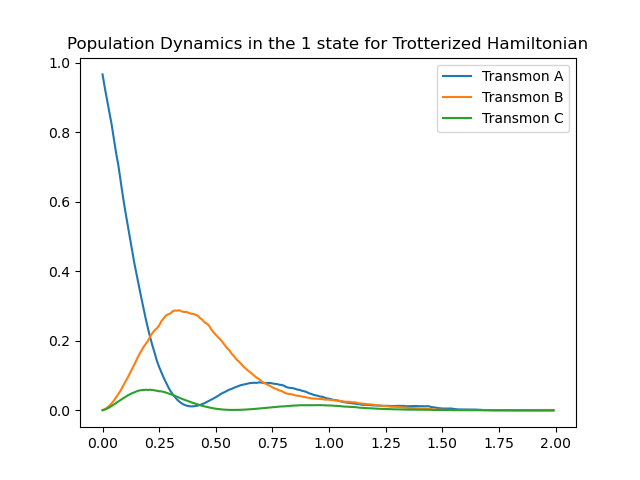 Population Dynamics in the 1 state for Trotterized Hamiltonian
1.0
0.8
0.6
0.4
0.2
0.0
Transmon A
Transmon B
Transmon C
0.00 0.25 0.50 0.75 1.00 1.25 1.50 1.75 2.00